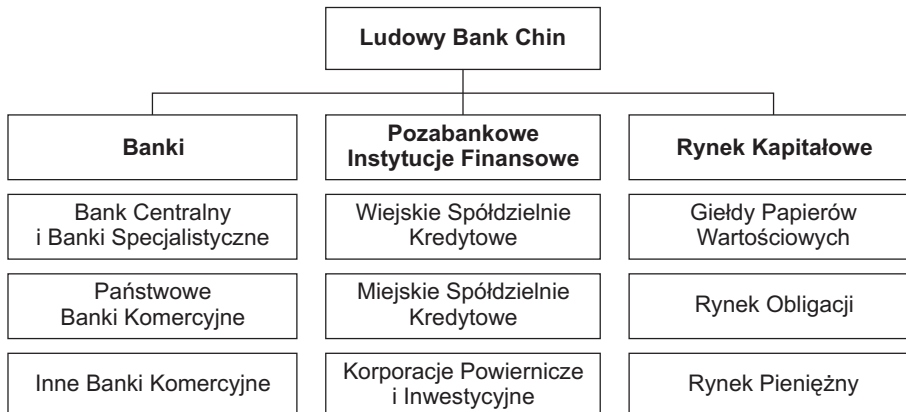 Ludowy Bank Chin
Banki
Pozabankowe
Instytucje Finansowe
Rynek Kapitałowe
Bank Centralny
i Banki Specjalistyczne
Wiejskie Spółdzielnie
Kredytowe
Giełdy Papierów
Wartościowych
Państwowe
Banki Komercyjne
Miejskie Spółdzielnie
Kredytowe
Rynek Obligacji
Inne Banki Komercyjne
Korporacje Powiernicze
i Inwestycyjne
Rynek Pieniężny